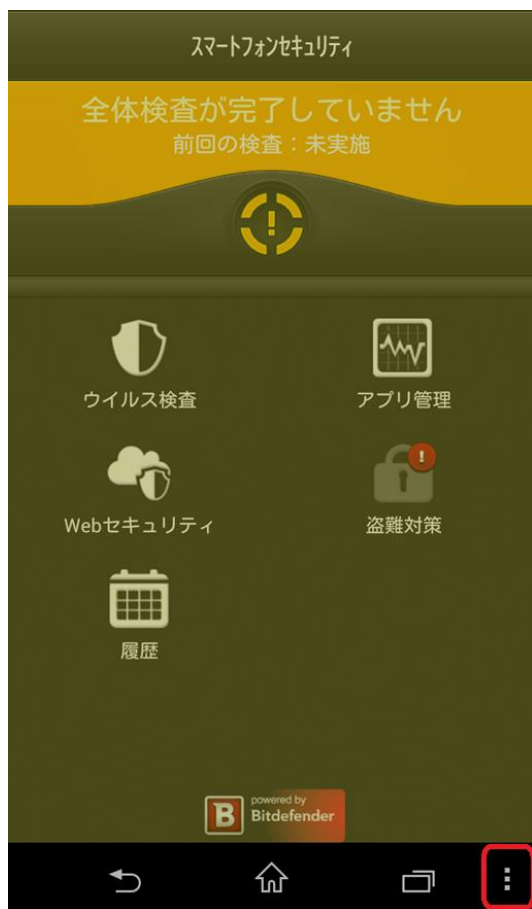 スマートフォンセキュリティ
全体検査が完了していません
前回の検査：未実施
ウイルス検査
アプリ管理
Webセキュリティ
盗難対策
履歴
B
powered by
Bitdefender